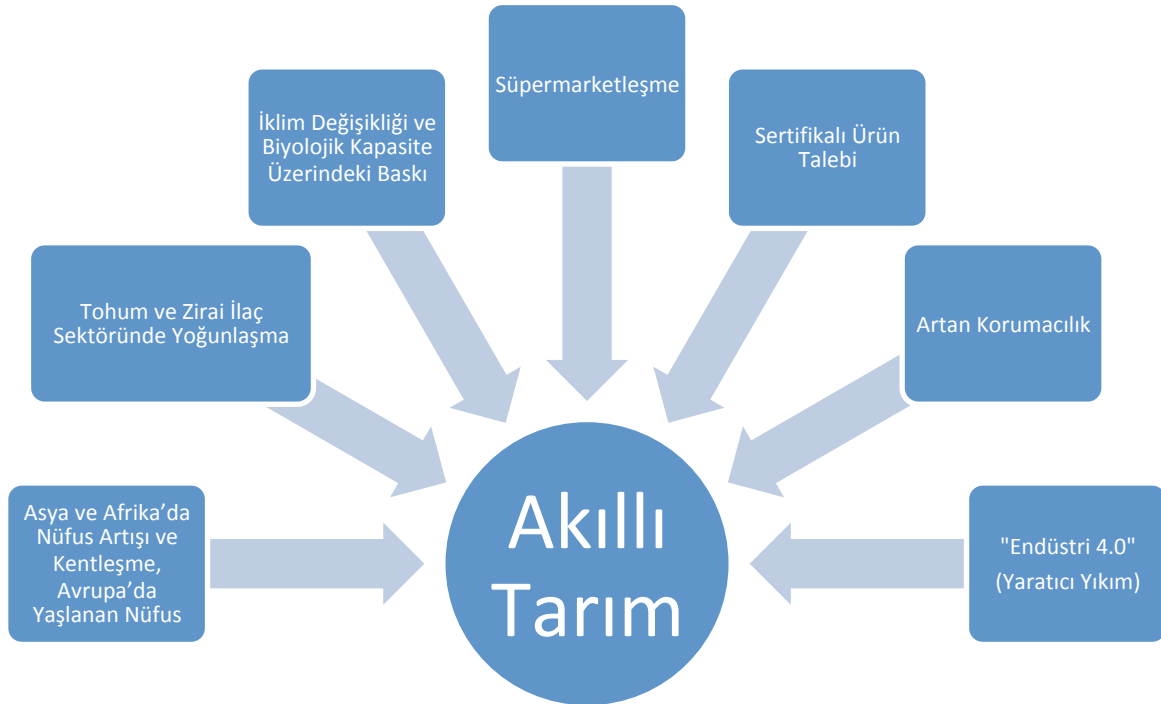 Süpermarketleşme
İklim Değişikliği ve
Biyolojik Kapasite
Üzerindeki Baskı
Sertifikalı Ürün
Talebi
Tohum ve Zirai İlaç
Sektöründe Yoğunlaşma
Artan Korumacılık
Asya ve Afrika’da
Nüfus Artışı ve
Kentleşme,
Avrupa’da
Yaşlanan Nüfus
Akıllı
Tarım
"Endüstri 4.0"
(Yaratıcı Yıkım)